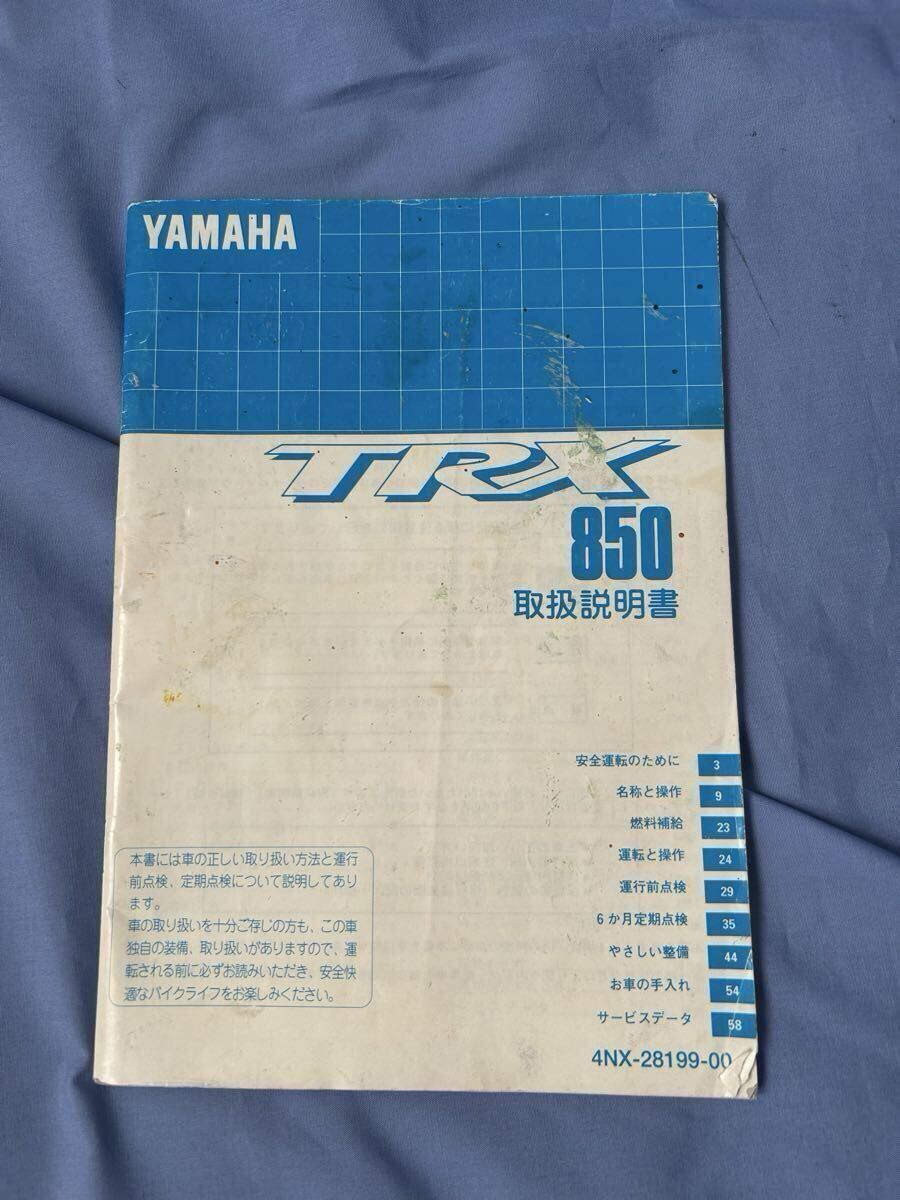 YAMAHA
TRX
850
取扱説明書
安全運転のために 3
名称と操作 9
燃料補給 23
運転と操作 24
運行前点検 29
6か月定期点検 35
やさしい整備 44
お車の手入れ 54
サービスデータ 58
本書には車の正しい取り扱い方法と運行
前点検、定期点検について説明してあり
ます。
車の取り扱いを十分ご存じの方も、この車
独自の装備、取り扱いがありますので、運
転される前に必ずお読みいただき、安全快
適なバイクライフをお楽しみください。
4NX-28199-00